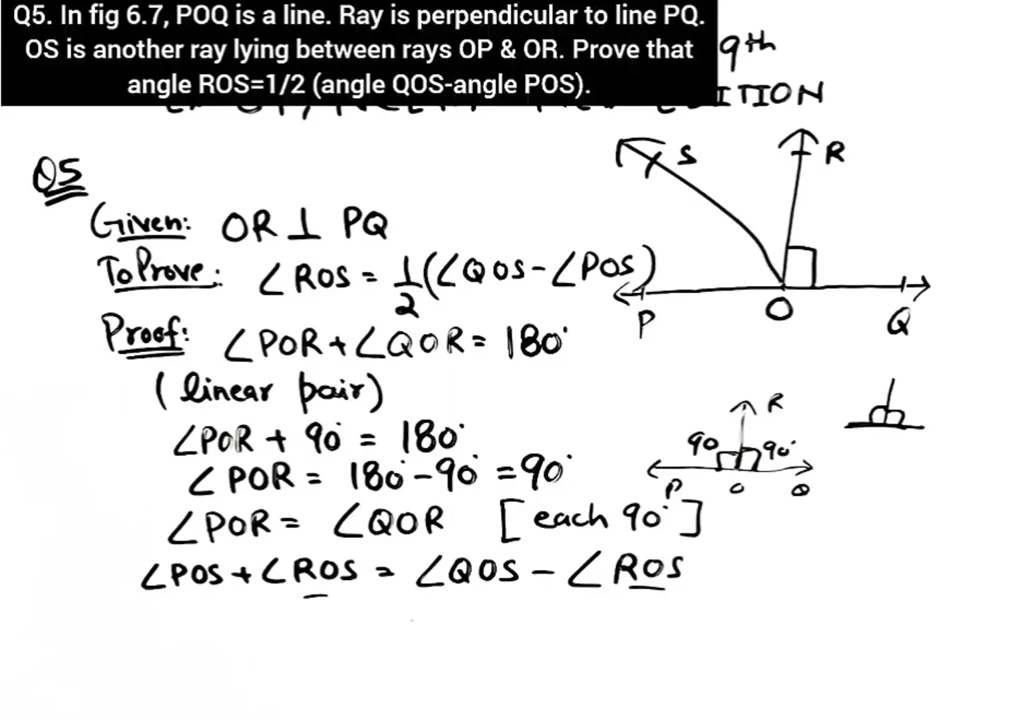 Q5. In fig 6.7, POQ is a line. Ray is perpendicular to line PQ.
OS is another ray lying between rays OP & OR. Prove that
angle ROS=1/2 (angle QOS-angle POS).
9th
ITION
Q5
S
R
Given: OR ⊥ PQ
To Prove: ∠ROS = 1/2 (∠QOS - ∠POS)
P
O
Q
Proof: ∠POR + ∠QOR = 180°
(linear pair)
R
∠POR + 90° = 180°
90
90°
∠POR = 180° - 90° = 90°
P
O
Q
∠POR = ∠QOR [each 90°]
∠POS + ∠ROS = ∠QOS - ∠ROS